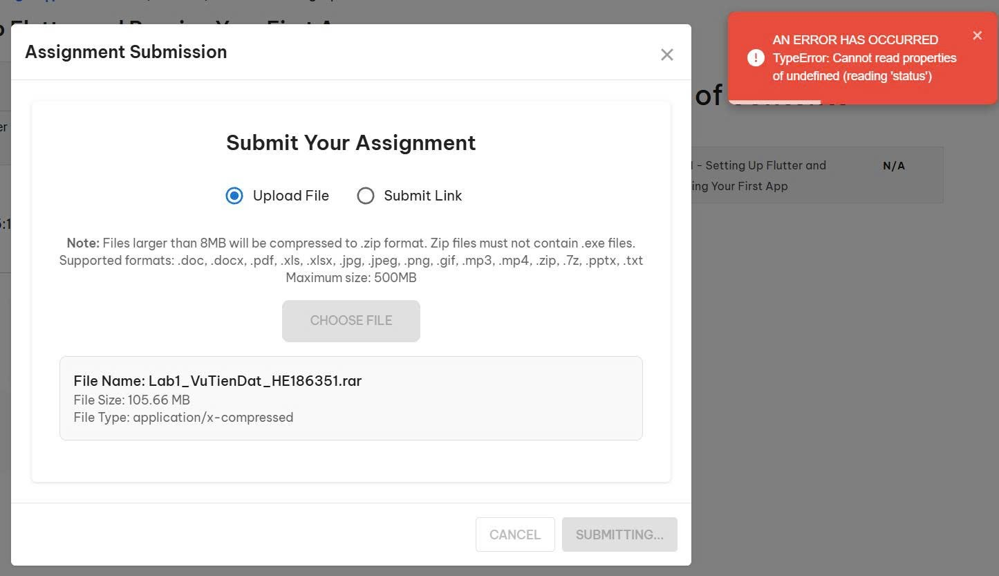 Assignment Submission
AN ERROR HAS OCCURRED
TypeError: Cannot read properties
of undefined (reading 'status')
of
Submit Your Assignment
Upload File
Submit Link
er
- Setting Up Flutter and
ing Your First App
N/A
Note: Files larger than 8MB will be compressed to .zip format. Zip files must not contain .exe files.
Supported formats: .doc, .docx, .pdf, .xls, .xlsx, .jpg, .jpeg, .png, .gif, .mp3, .mp4, .zip, .7z, .pptx, .txt
Maximum size: 500MB
CHOOSE FILE
File Name: Lab1_VuTienDat_HE186351.rar
File Size: 105.66 MB
File Type: application/x-compressed
CANCEL
SUBMITTING...